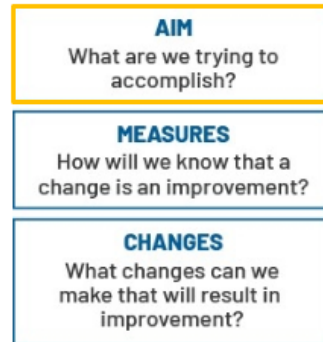 AIM
What are we trying to
accomplish?
MEASURES
How will we know that a
change is an improvement?
CHANGES
What changes can we
make that will result in
improvement?